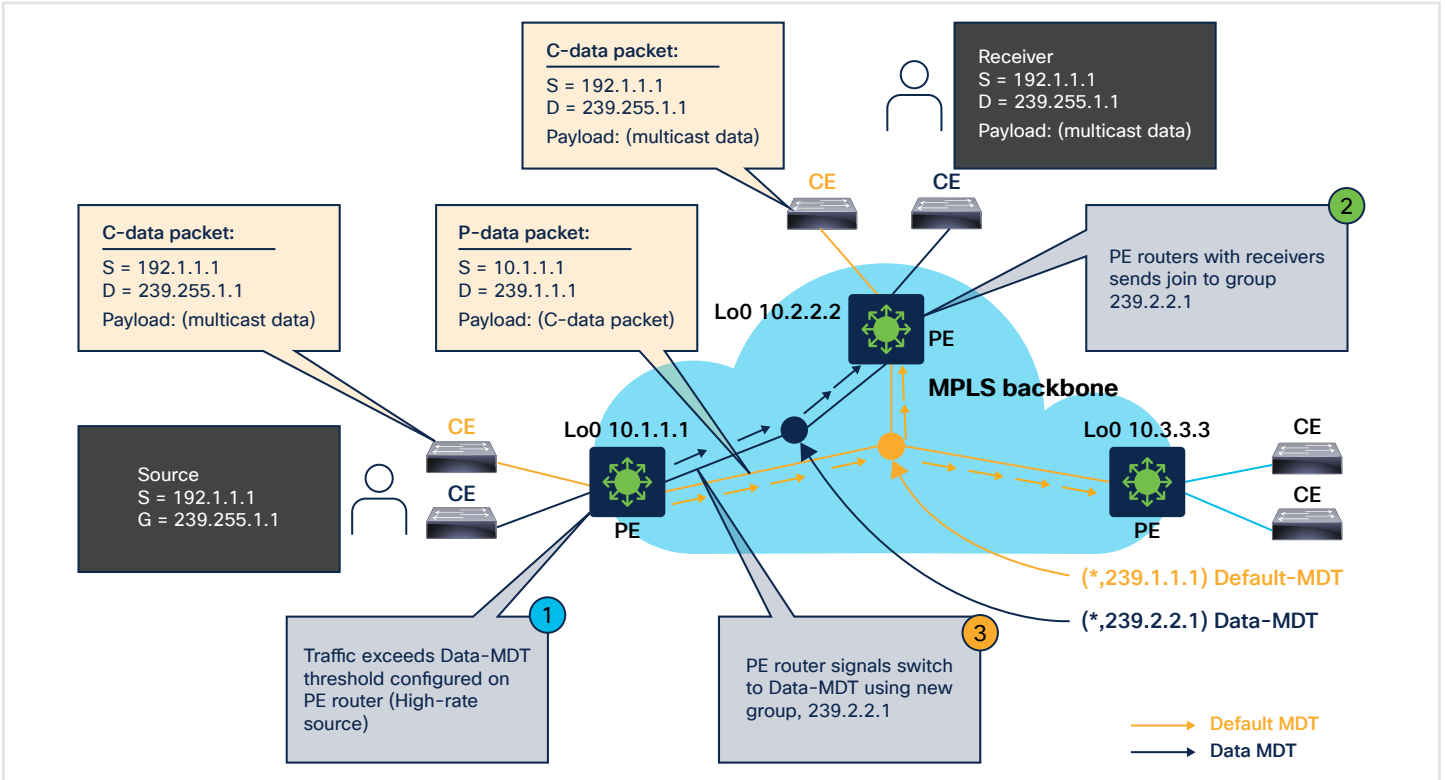 C-data packet:
S = 192.1.1.1
D = 239.255.1.1
Payload: (multicast data)
Receiver
S = 192.1.1.1
D = 239.255.1.1
Payload: (multicast data)
CE
CE
C-data packet:
S = 192.1.1.1
D = 239.255.1.1
Payload: (multicast data)
P-data packet:
S = 10.1.1.1
D = 239.1.1.1
Payload: (C-data packet)
2
PE routers with receivers
sends join to group
239.2.2.1
Lo0 10.2.2.2
PE
MPLS backbone
CE
Lo0 10.1.1.1
Lo0 10.3.3.3
CE
Source
S = 192.1.1.1
G = 239.255.1.1
CE
PE
PE
CE
(*,239.1.1.1) Default-MDT
(*,239.2.2.1) Data-MDT
1
Traffic exceeds Data-MDT
threshold configured on
PE router (High-rate
source)
3
PE router signals switch
to Data-MDT using new
group, 239.2.2.1
Default MDT
Data MDT